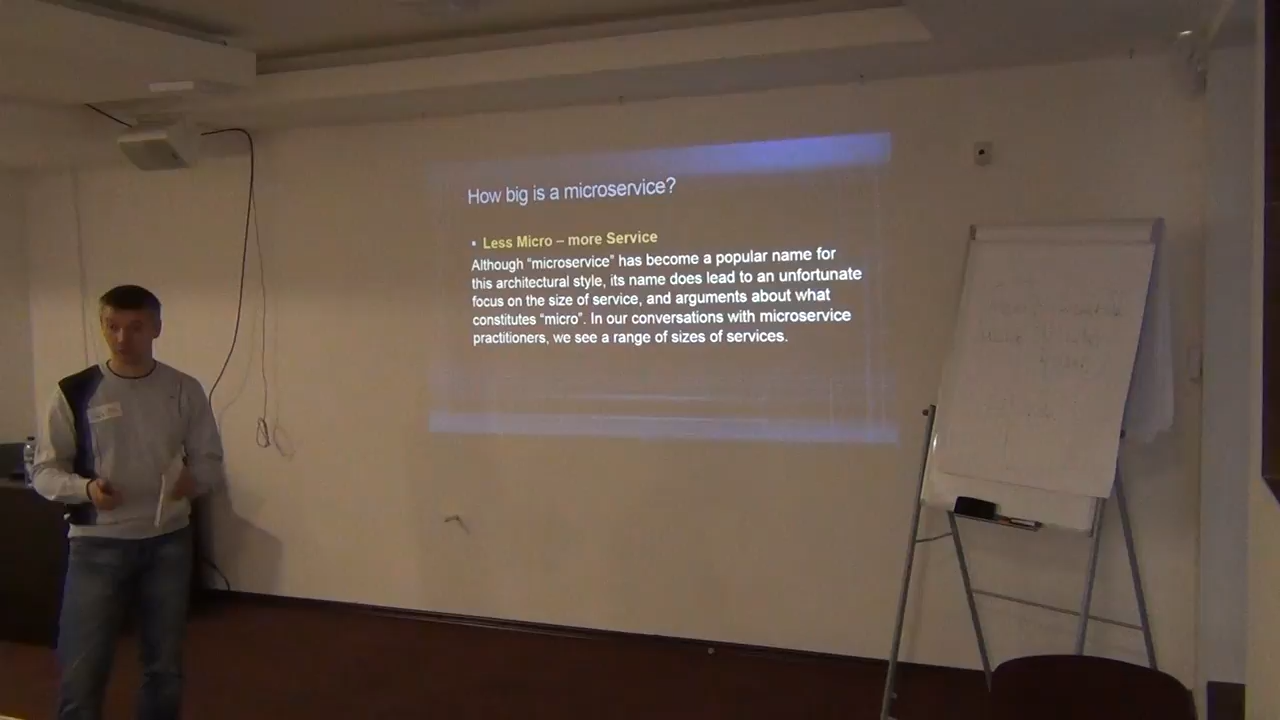 How big is a microservice?
▪ Less Micro – more Service
Although “microservice” has become a popular name for
this architectural style, its name does lead to an unfortunate
focus on the size of service, and arguments about what
constitutes “micro”. In our conversations with microservice
practitioners, we see a range of sizes of services.